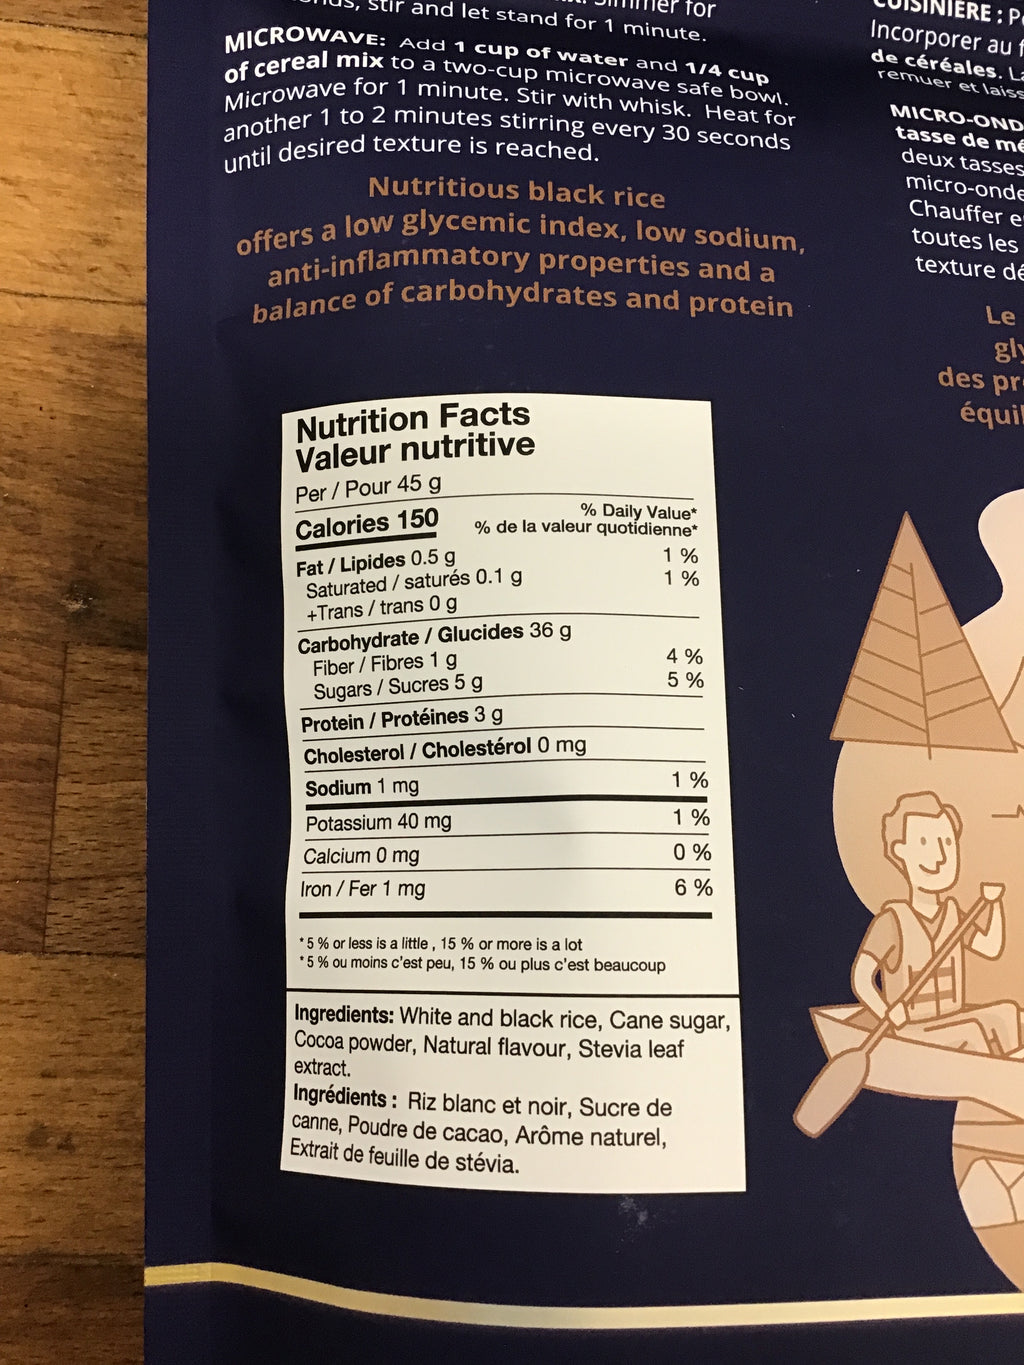 stir and let stand for 1 minute.
MICROWAVE: Add 1 cup of water and 1/4 cup
of cereal mix to a two-cup microwave safe bowl.
Microwave for 1 minute. Stir with whisk. Heat for
another 1 to 2 minutes stirring every 30 seconds
until desired texture is reached.
Nutritious black rice
offers a low glycemic index, low sodium,
anti-inflammatory properties and a
balance of carbohydrates and protein
Nutrition Facts
Valeur nutritive
Per / Pour 45 g
Calories 150
% Daily Value*
% de la valeur quotidienne*
Fat / Lipides 0.5 g 1 %
Saturated / saturés 0.1 g 1 %
+Trans / trans 0 g
Carbohydrate / Glucides 36 g
Fiber / Fibres 1 g 4 %
Sugars / Sucres 5 g 5 %
Protein / Protéines 3 g
Cholesterol / Cholestérol 0 mg
Sodium 1 mg 1 %
Potassium 40 mg 1 %
Calcium 0 mg 0 %
Iron / Fer 1 mg 6 %
*5 % or less is a little , 15 % or more is a lot
*5 % ou moins c'est peu, 15 % ou plus c'est beaucoup
Ingredients: White and black rice, Cane sugar,
Cocoa powder, Natural flavour, Stevia leaf
extract.
Ingrédients : Riz blanc et noir, Sucre de
canne, Poudre de cacao, Arôme naturel,
Extrait de feuille de stévia.
CUISINIÈRE :
Incorporer au
de céréales.
remuer et
MICRO-OND
tasse de
deux tasses
micro-onde
Chauffer
toutes les
texture
Le
des